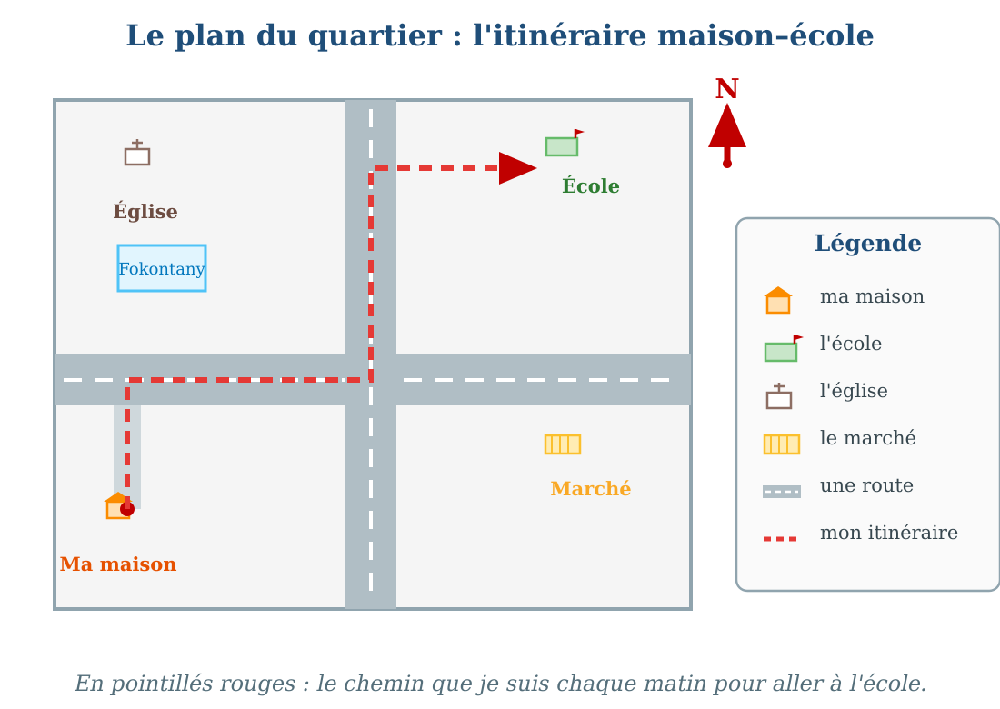 Le plan du quartier : l'itinéraire maison–école
N
Église
École
Fokontany
Marché
Ma maison
Légende
ma maison
l'école
l'église
le marché
une route
mon itinéraire
En pointillés rouges : le chemin que je suis chaque matin pour aller à l'école.